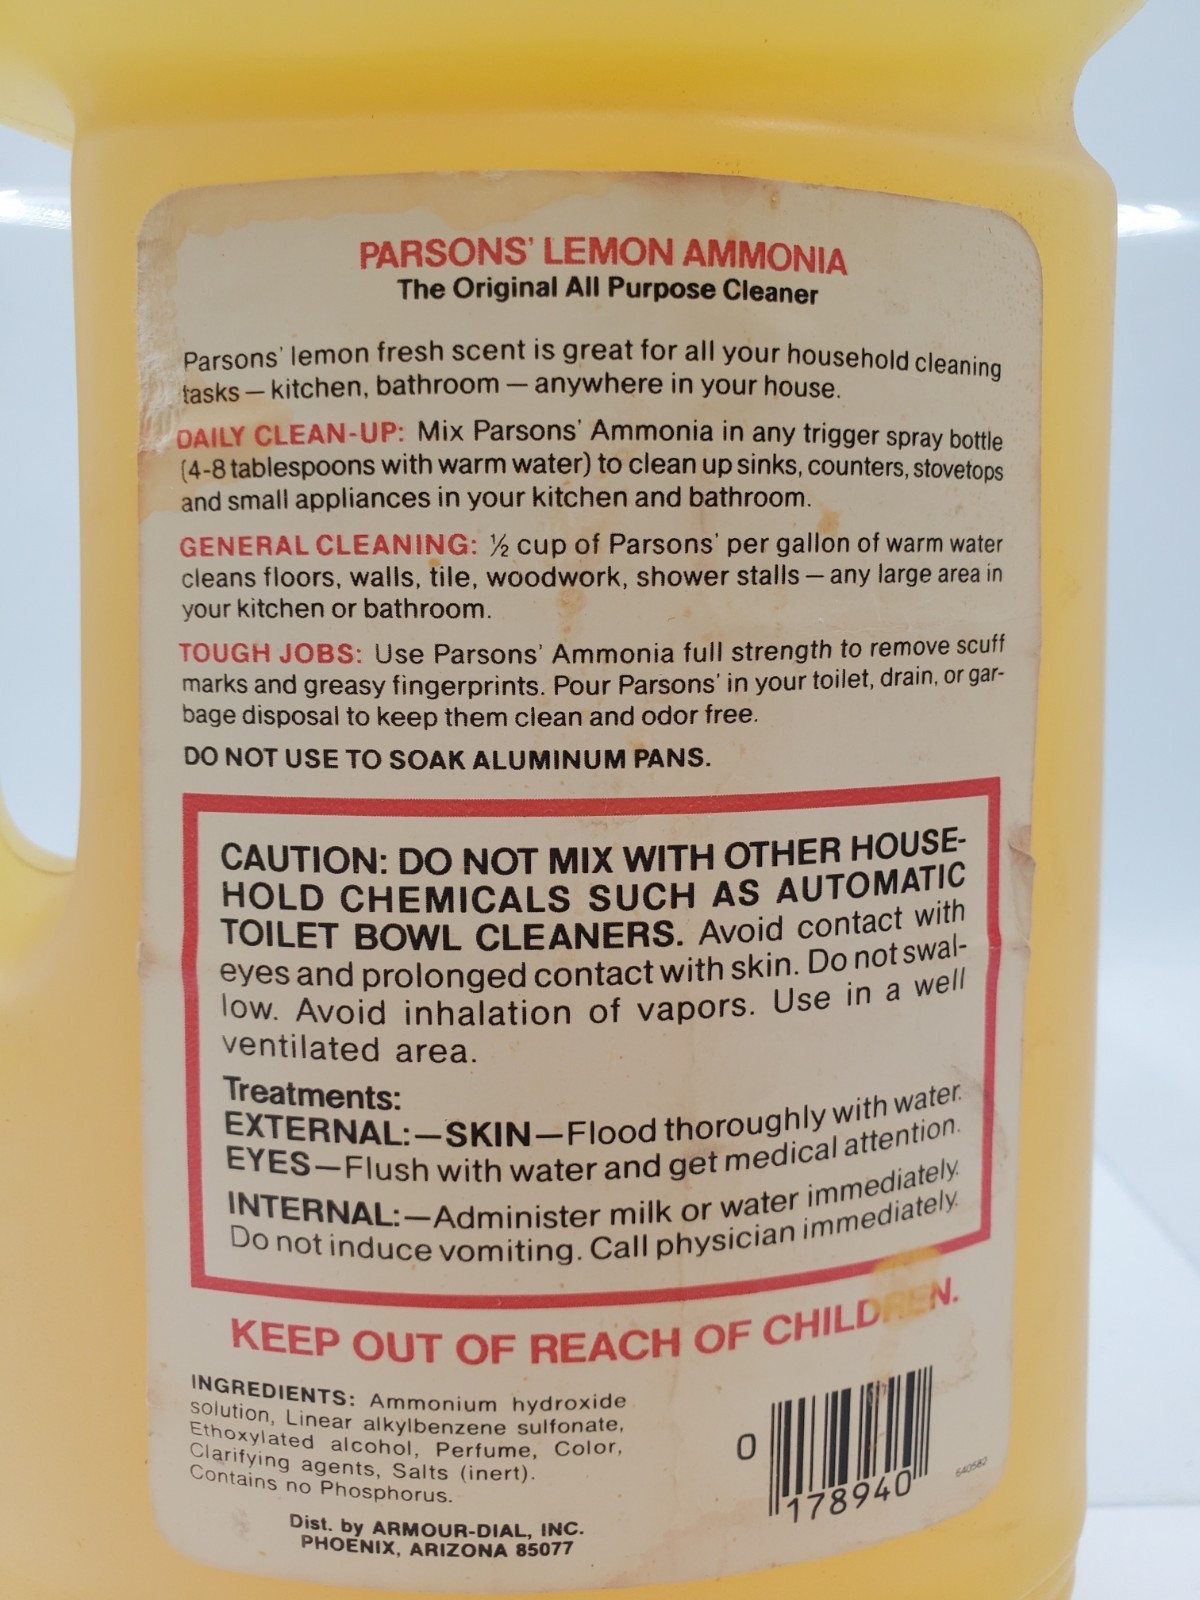 PARSONS' LEMON AMMONIA
The Original All Purpose Cleaner
Parsons' lemon fresh scent is great for all your household cleaning
tasks — kitchen, bathroom — anywhere in your house.
DAILY CLEAN-UP: Mix Parsons' Ammonia in any trigger spray bottle
(4-8 tablespoons with warm water) to clean up sinks, counters, stovetops
and small appliances in your kitchen and bathroom.
GENERAL CLEANING: ½ cup of Parsons' per gallon of warm water
cleans floors, walls, tile, woodwork, shower stalls — any large area in
your kitchen or bathroom.
TOUGH JOBS: Use Parsons' Ammonia full strength to remove scuff
marks and greasy fingerprints. Pour Parsons' in your toilet, drain, or gar-
bage disposal to keep them clean and odor free.
DO NOT USE TO SOAK ALUMINUM PANS.
CAUTION: DO NOT MIX WITH OTHER HOUSE-
HOLD CHEMICALS SUCH AS AUTOMATIC
TOILET BOWL CLEANERS. Avoid contact with
eyes and prolonged contact with skin. Do not swal-
low. Avoid inhalation of vapors. Use in a well
ventilated area.
Treatments:
EXTERNAL:—SKIN—Flood thoroughly with water.
EYES—Flush with water and get medical attention.
INTERNAL:—Administer milk or water immediately.
Do not induce vomiting. Call physician immediately.
KEEP OUT OF REACH OF CHILDREN.
INGREDIENTS: Ammonium hydroxide
solution, Linear alkylbenzene sulfonate,
Ethoxylated alcohol, Perfume, Color,
Clarifying agents, Salts (inert).
Contains no Phosphorus.
Dist. by ARMOUR-DIAL, INC.
PHOENIX, ARIZONA 85077
0
178940
640582